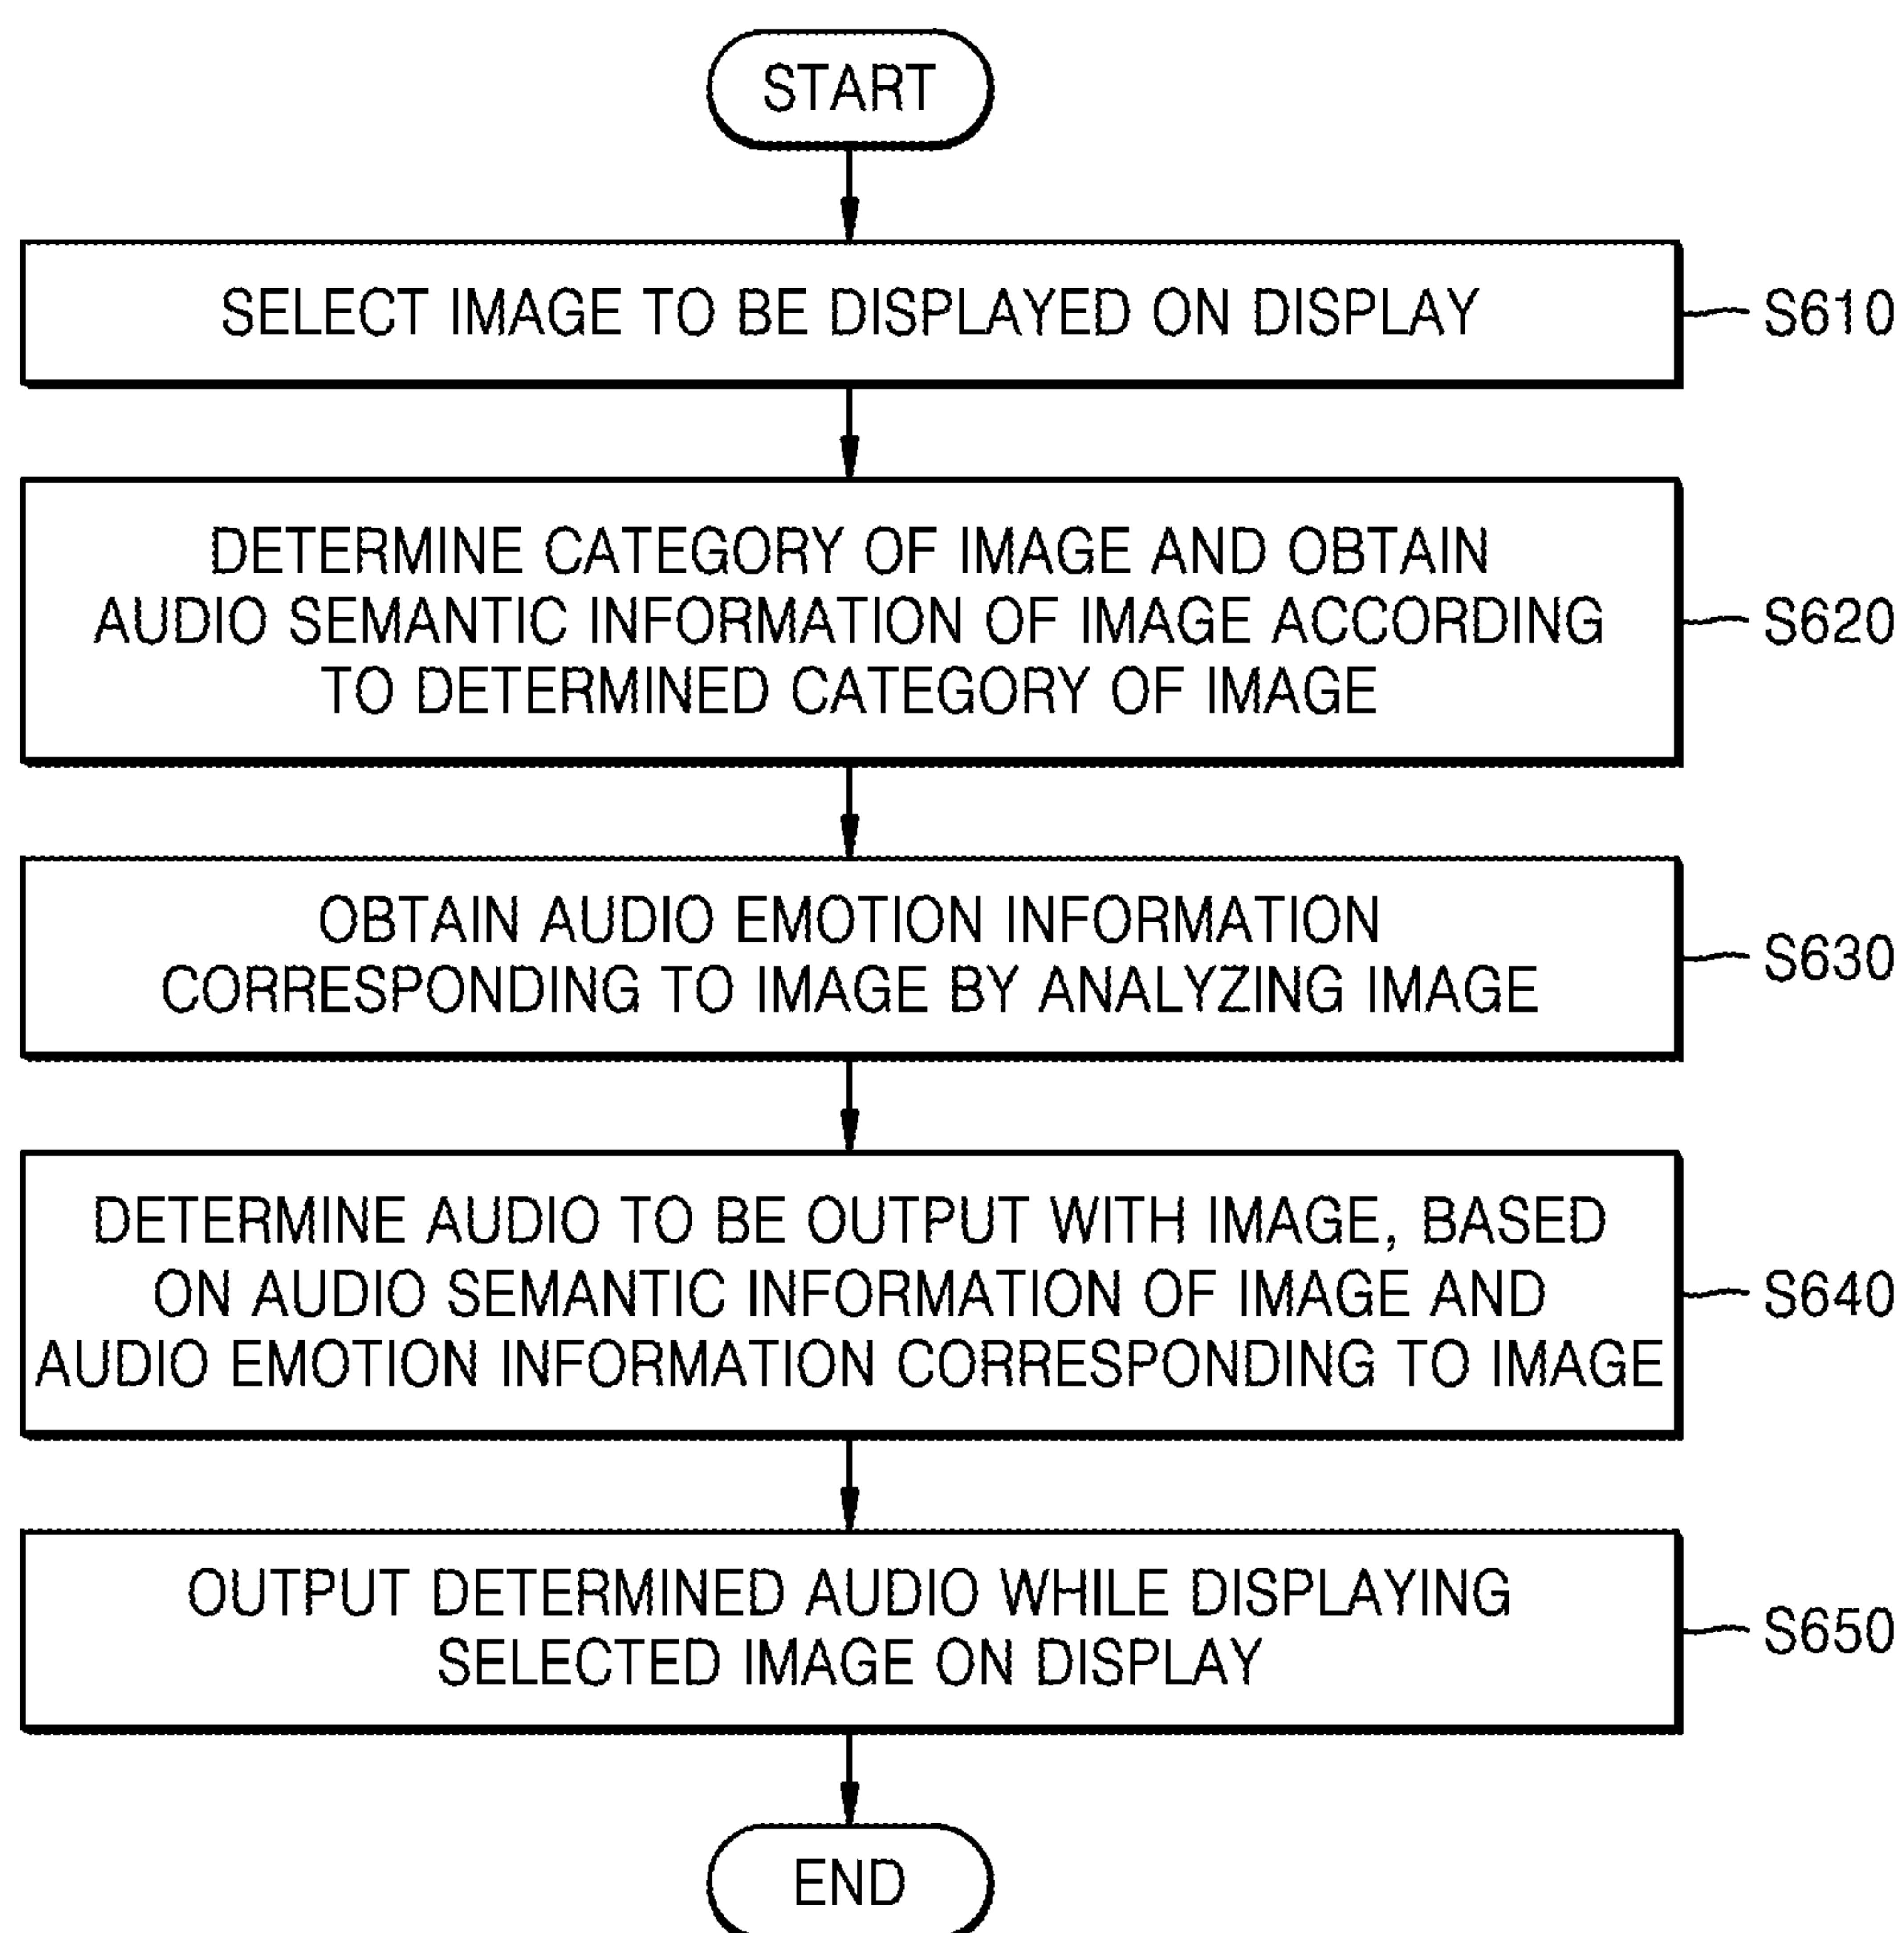 START
SELECT IMAGE TO BE DISPLAYED ON DISPLAY
S610
DETERMINE CATEGORY OF IMAGE AND OBTAIN
AUDIO SEMANTIC INFORMATION OF IMAGE ACCORDING
TO DETERMINED CATEGORY OF IMAGE
S620
OBTAIN AUDIO EMOTION INFORMATION
CORRESPONDING TO IMAGE BY ANALYZING IMAGE
S630
DETERMINE AUDIO TO BE OUTPUT WITH IMAGE, BASED
ON AUDIO SEMANTIC INFORMATION OF IMAGE AND
AUDIO EMOTION INFORMATION CORRESPONDING TO IMAGE
S640
OUTPUT DETERMINED AUDIO WHILE DISPLAYING
SELECTED IMAGE ON DISPLAY
S650
END